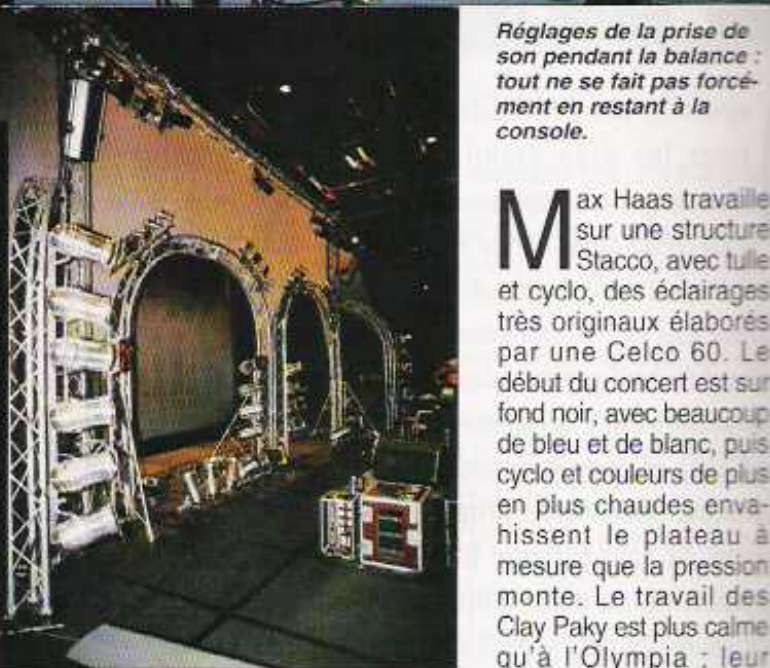 Réglages de la prise de
son pendant la balance :
tout ne se fait pas forcé-
ment en restant à la
console.
Max Haas travaille
sur une structure
Stacco, avec tulle
et cyclo, des éclairages
très originaux élaborés
par une Celco 60. Le
début du concert est sur
fond noir, avec beaucoup
de bleu et de blanc, puis
cyclo et couleurs de plus
en plus chaudes enva-
hissent le plateau à
mesure que la pression
monte. Le travail des
Clay Paky est plus calme
qu'à l'Olympia : leur